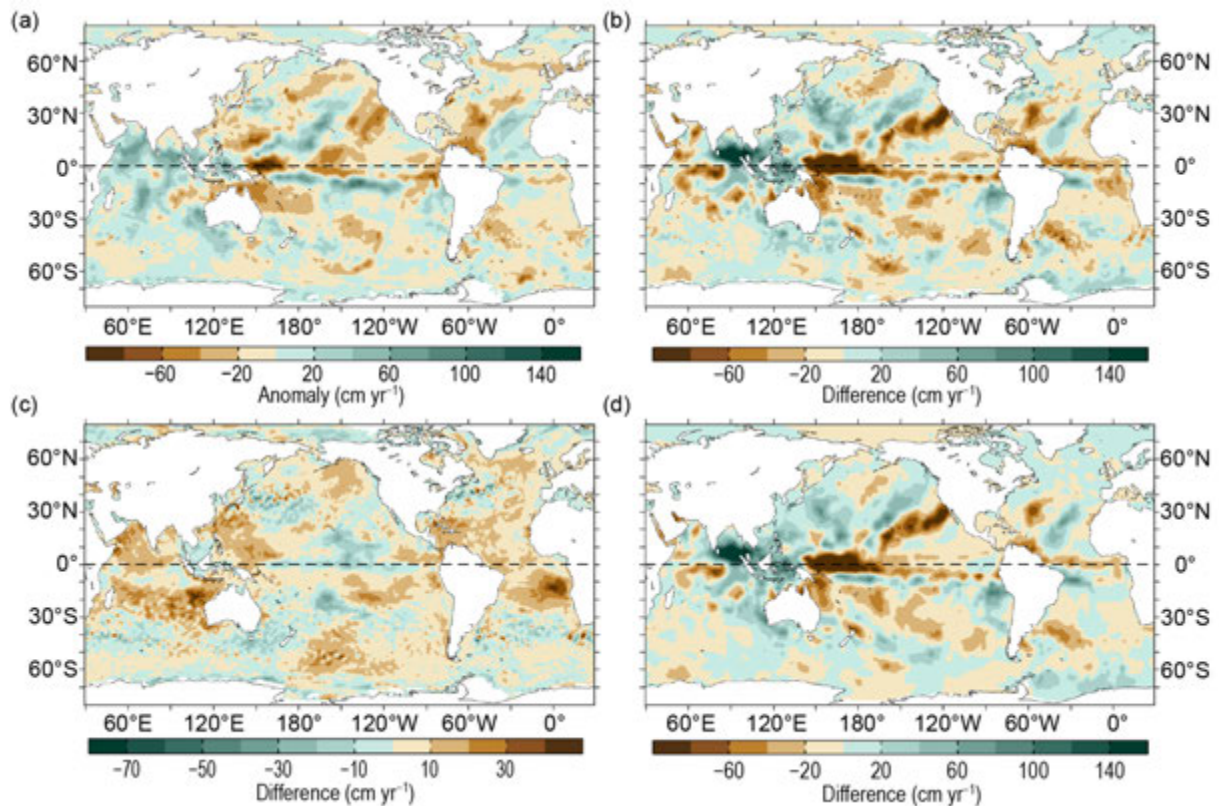 (a) (b)
60°N 60°N
30°N 30°N
0° 0°
30°S 30°S
60°S 60°S
60°E 120°E 180° 120°W 60°W 0° 60°E 120°E 180° 120°W 60°W 0°
−60 −20 20 60 100 140 −60 −20 20 60 100 140
Anomaly (cm yr⁻¹) Difference (cm yr⁻¹)
(c) (d)
60°N 60°N
30°N 30°N
0° 0°
30°S 30°S
60°S 60°S
60°E 120°E 180° 120°W 60°W 0° 60°E 120°E 180° 120°W 60°W 0°
−70 −50 −30 −10 10 30 −60 −20 20 60 100 140
Difference (cm yr⁻¹) Difference (cm yr⁻¹)